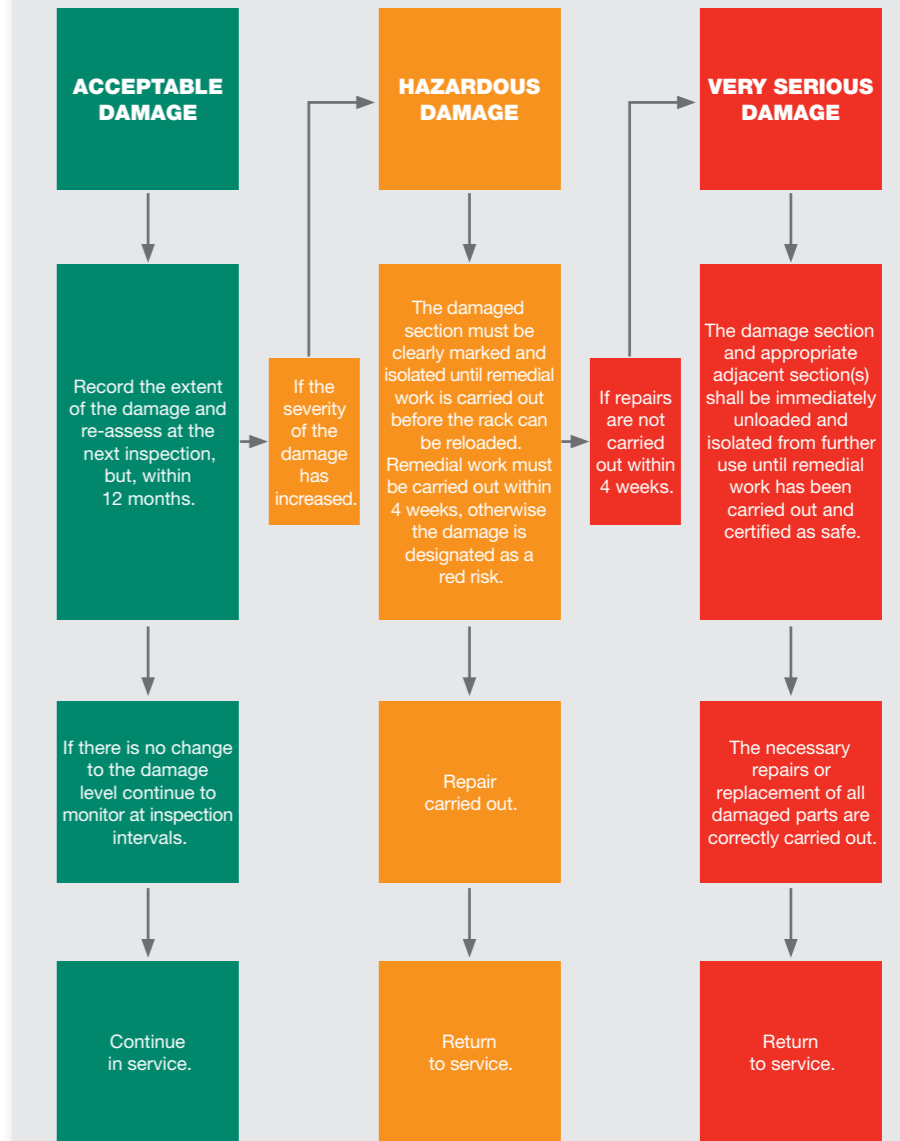 ACCEPTABLE
DAMAGE
HAZARDOUS
DAMAGE
VERY SERIOUS
DAMAGE
Record the extent
of the damage and
re-assess at the
next inspection,
but, within
12 months.
If the
severity
of the
damage
has
increased.
The damaged
section must be
clearly marked and
isolated until remedial
work is carried out
before the rack can
be reloaded.
Remedial work must
be carried out within
4 weeks, otherwise
the damage is
designated as a
red risk.
If repairs
are not
carried
out within
4 weeks.
The damage section
and appropriate
adjacent section(s)
shall be immediately
unloaded and
isolated from further
use until remedial
work has been
carried out and
certified as safe.
If there is no change
to the damage
level continue to
monitor at inspection
intervals.
Repair
carried out.
The necessary
repairs or
replacement of all
damaged parts are
correctly carried out.
Continue
in service.
Return
to service.
Return
to service.